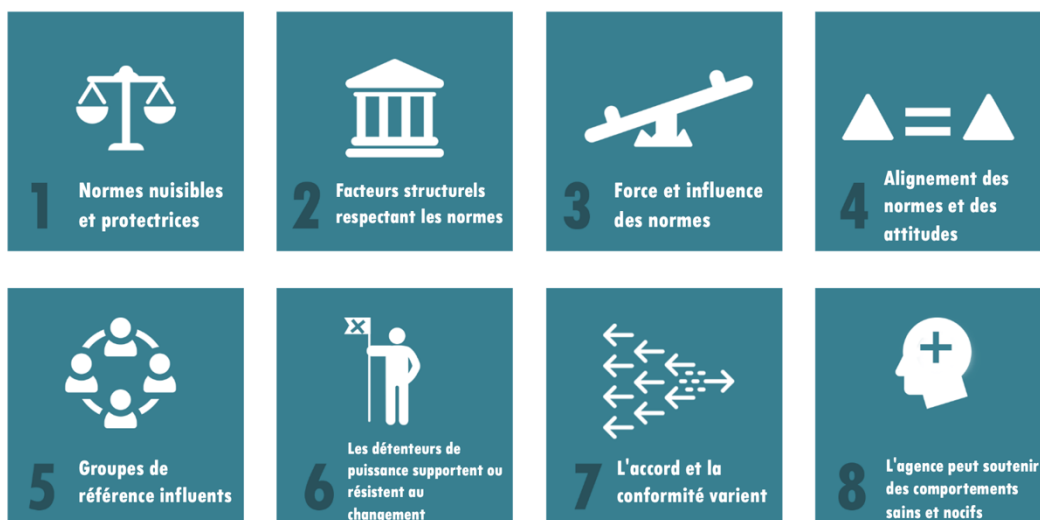 1
Normes nuisibles
et protectrices
2
Facteurs structurels
respectant les normes
3
Force et influence
des normes
4
Alignement des
normes et des
attitudes
5
Groupes de
référence influents
6
Les détenteurs de
puissance supportent ou
résistent au
changement
7
L'accord et la
conformité varient
8
L'agence peut soutenir
des comportements
sains et nocifs